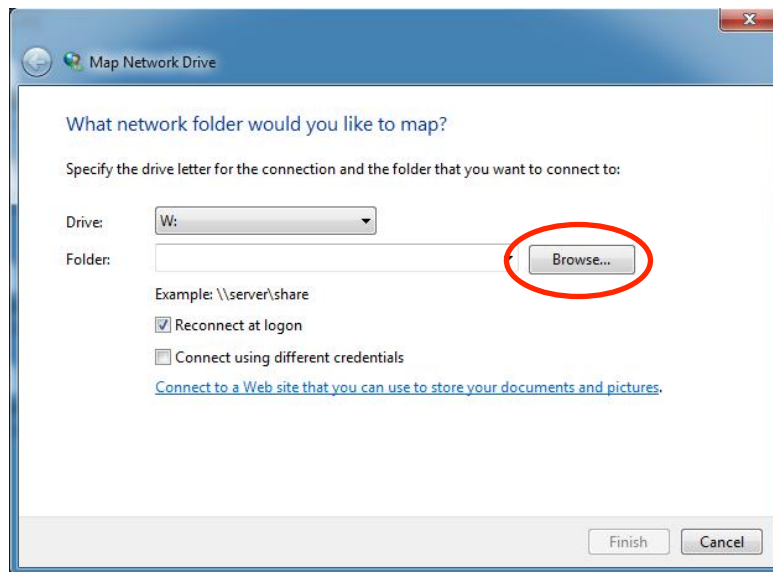 Map Network Drive
What network folder would you like to map?
Specify the drive letter for the connection and the folder that you want to connect to:
Drive: W:
Folder: Browse...
Example: \\server\share
Reconnect at logon
Connect using different credentials
Connect to a Web site that you can use to store your documents and pictures.
Finish Cancel